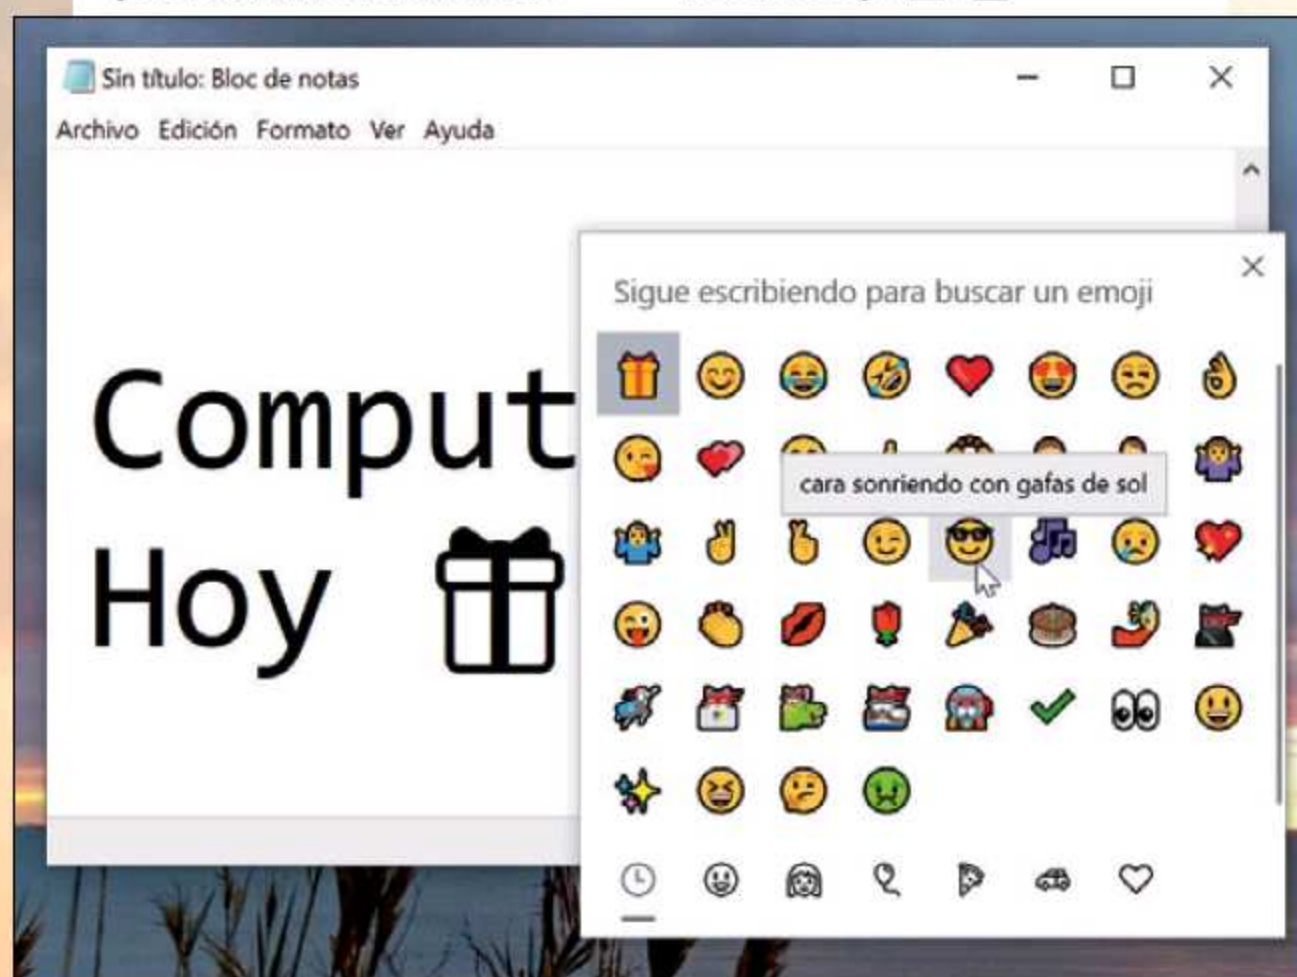 Sin título: Bloc de notas
Archivo Edición Formato Ver Ayuda
Comput
Hoy
Sigue escribiendo para buscar un emoji
cara sonriendo con gafas de sol